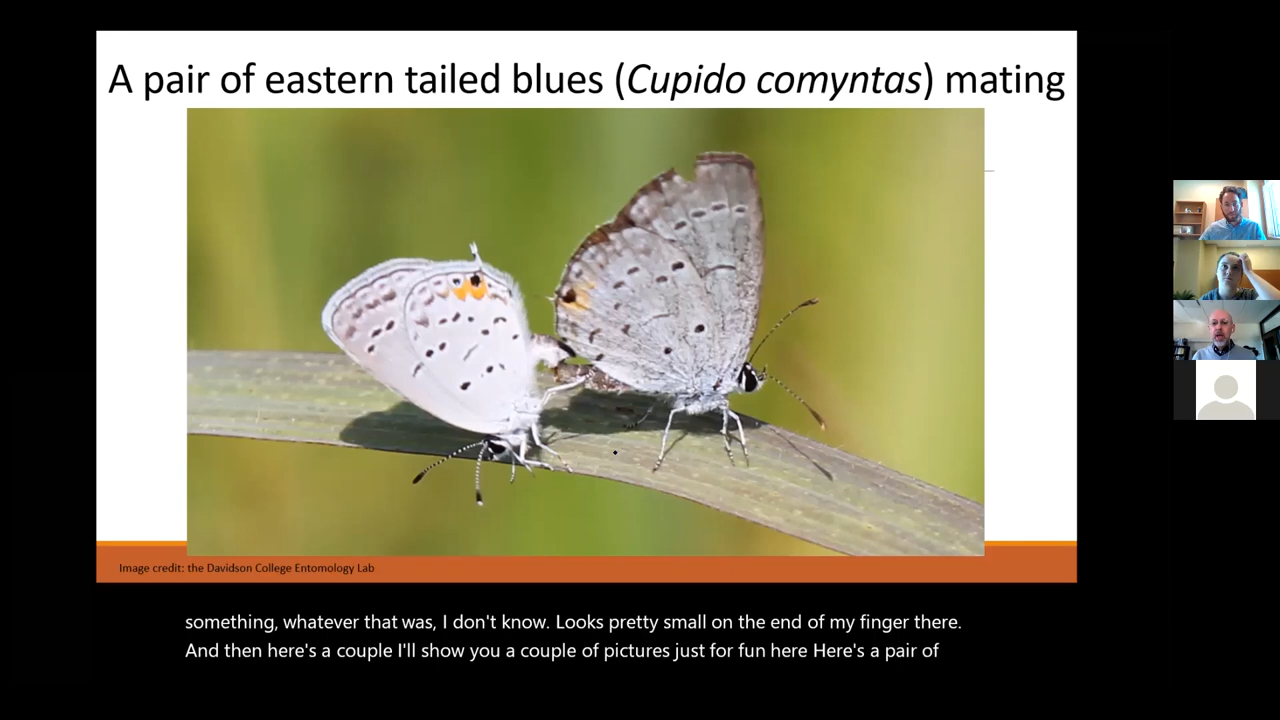 A pair of eastern tailed blues (Cupido comyntas) mating
Image credit: the Davidson College Entomology Lab
something, whatever that was, I don't know. Looks pretty small on the end of my finger there.
And then here's a couple I'll show you a couple of pictures just for fun here Here's a pair of